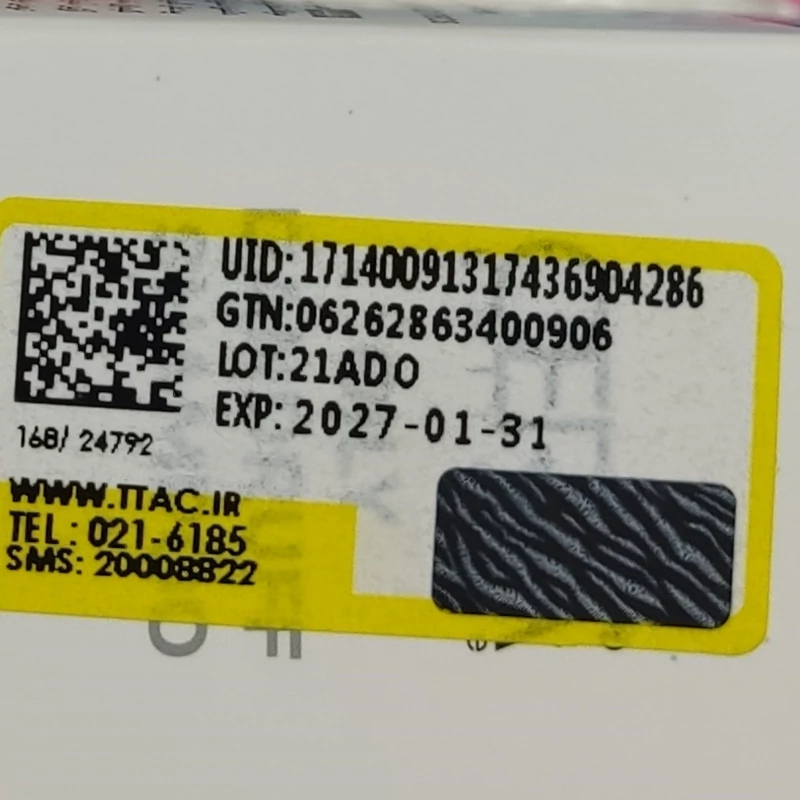 UID:17140091317436904286
GTN:06262863400906
LOT:21ADO
EXP: 2027-01-31
168/ 24792
WWW.TTAC.IR
TEL : 021-6185
SMS: 20008822